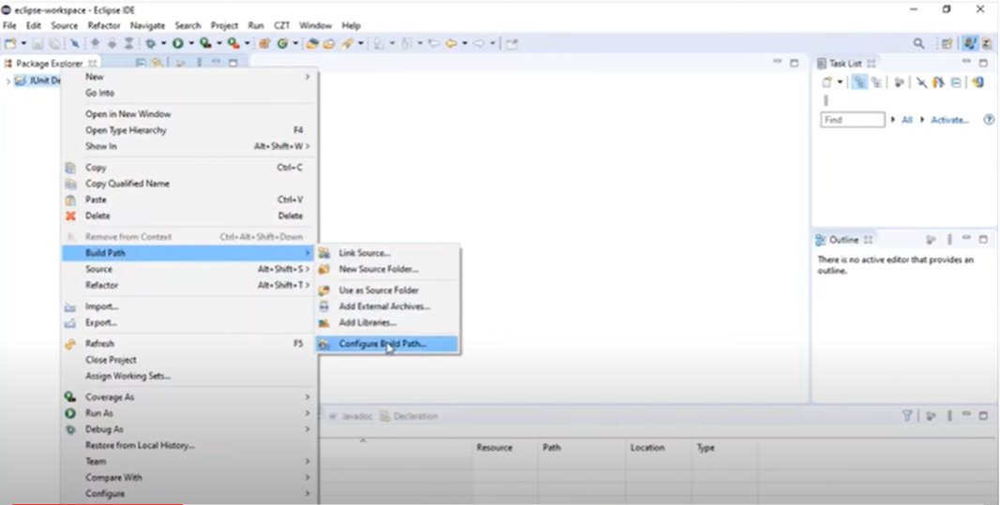 eclipse-workspace - Eclipse IDE
File Edit Source Refactor Navigate Search Project Run CZT Window Help
Package Explorer
JUnit De
New
Go Into
Open in New Window
Open Type Hierarchy F4
Show In Alt+Shift+W >
Copy Ctrl+C
Copy Qualified Name
Paste Ctrl+V
Delete Delete
Remove from Context Ctrl+Alt+Shift+Down
Build Path
Source Alt+Shift+S >
Refactor Alt+Shift+T >
Import...
Export...
Refresh F5
Close Project
Assign Working Sets...
Coverage As
Run As
Debug As
Restore from Local History...
Team
Compare With
Configure
Link Source...
New Source Folder...
Use as Source Folder
Add External Archives...
Add Libraries...
Configure Build Path...
Task List
Find All Activate...
Outline
There is no active editor that provides an
outline.
Javadoc Declaration
Resource Path Location Type